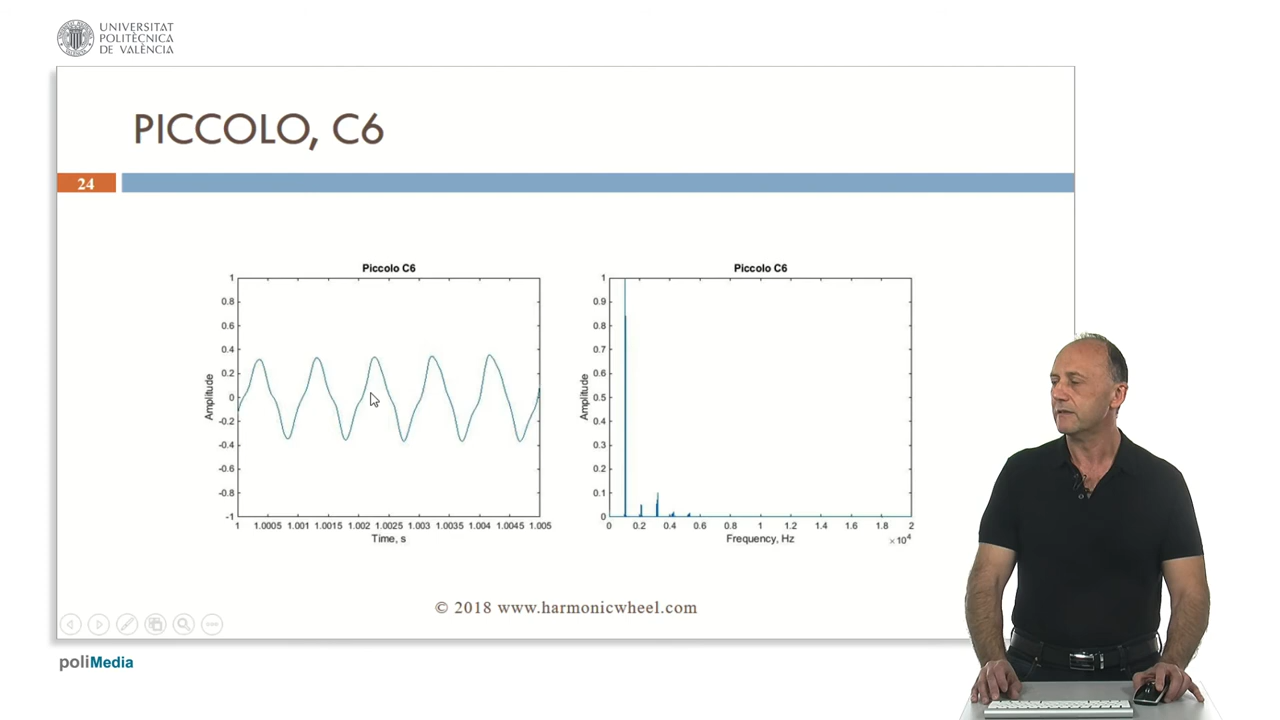 UNIVERSITAT
POLITÈCNICA
DE VALÈNCIA
PICCOLO, C6
24
Piccolo C6
1
0.8
0.6
0.4
0.2
0
-0.2
-0.4
-0.6
-0.8
-1
Amplitude
1 1.0005 1.001 1.0015 1.002 1.0025 1.003 1.0035 1.004 1.0045 1.005
Time, s
Piccolo C6
1
0.9
0.8
0.7
0.6
0.5
0.4
0.3
0.2
0.1
0
Amplitude
0 0.2 0.4 0.6 0.8 1 1.2 1.4 1.6 1.8 2
Frequency, Hz
× 10⁴
© 2018 www.harmonicwheel.com
poliMedia